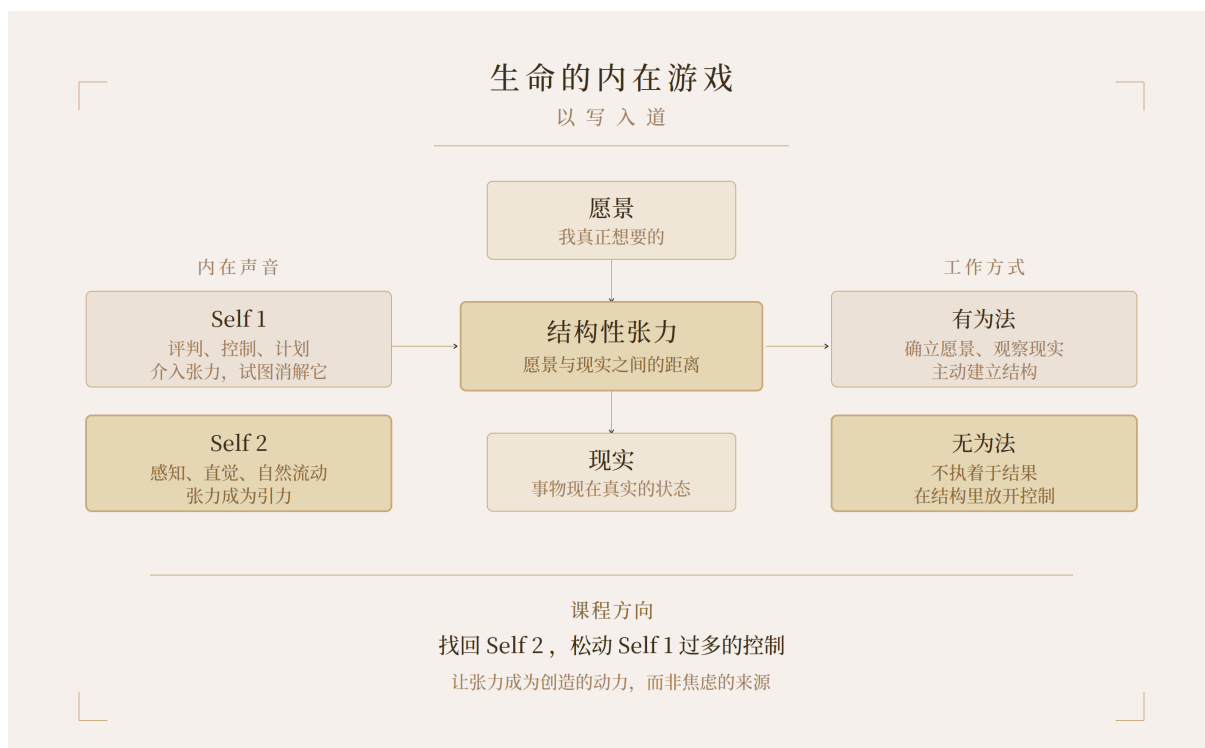 生命的内在游戏
以写入道
愿景
我真正想要的
内在声音
Self 1
评判、控制、计划
介入张力，试图消解它
Self 2
感知、直觉、自然流动
张力成为引力
结构性张力
愿景与现实之间的距离
现实
事物现在真实的状态
工作方式
有为法
确立愿景、观察现实
主动建立结构
无为法
不执着于结果
在结构里放开控制
课程方向
找回 Self 2 ，松动 Self 1 过多的控制
让张力成为创造的动力，而非焦虑的来源